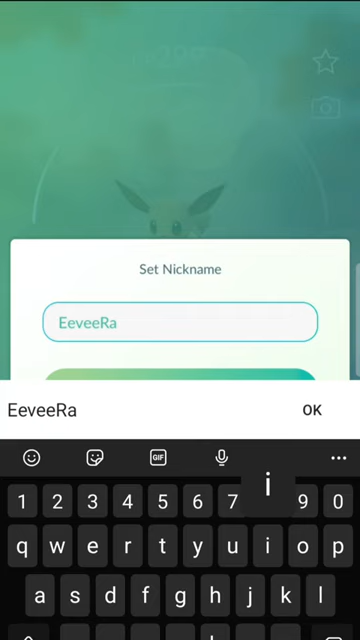 Set Nickname
EeveeRa
EeveeRa
OK
GIF
i
1 2 3 4 5 6 7 9 0
q w e r t y u i o p
a s d f g h j k l